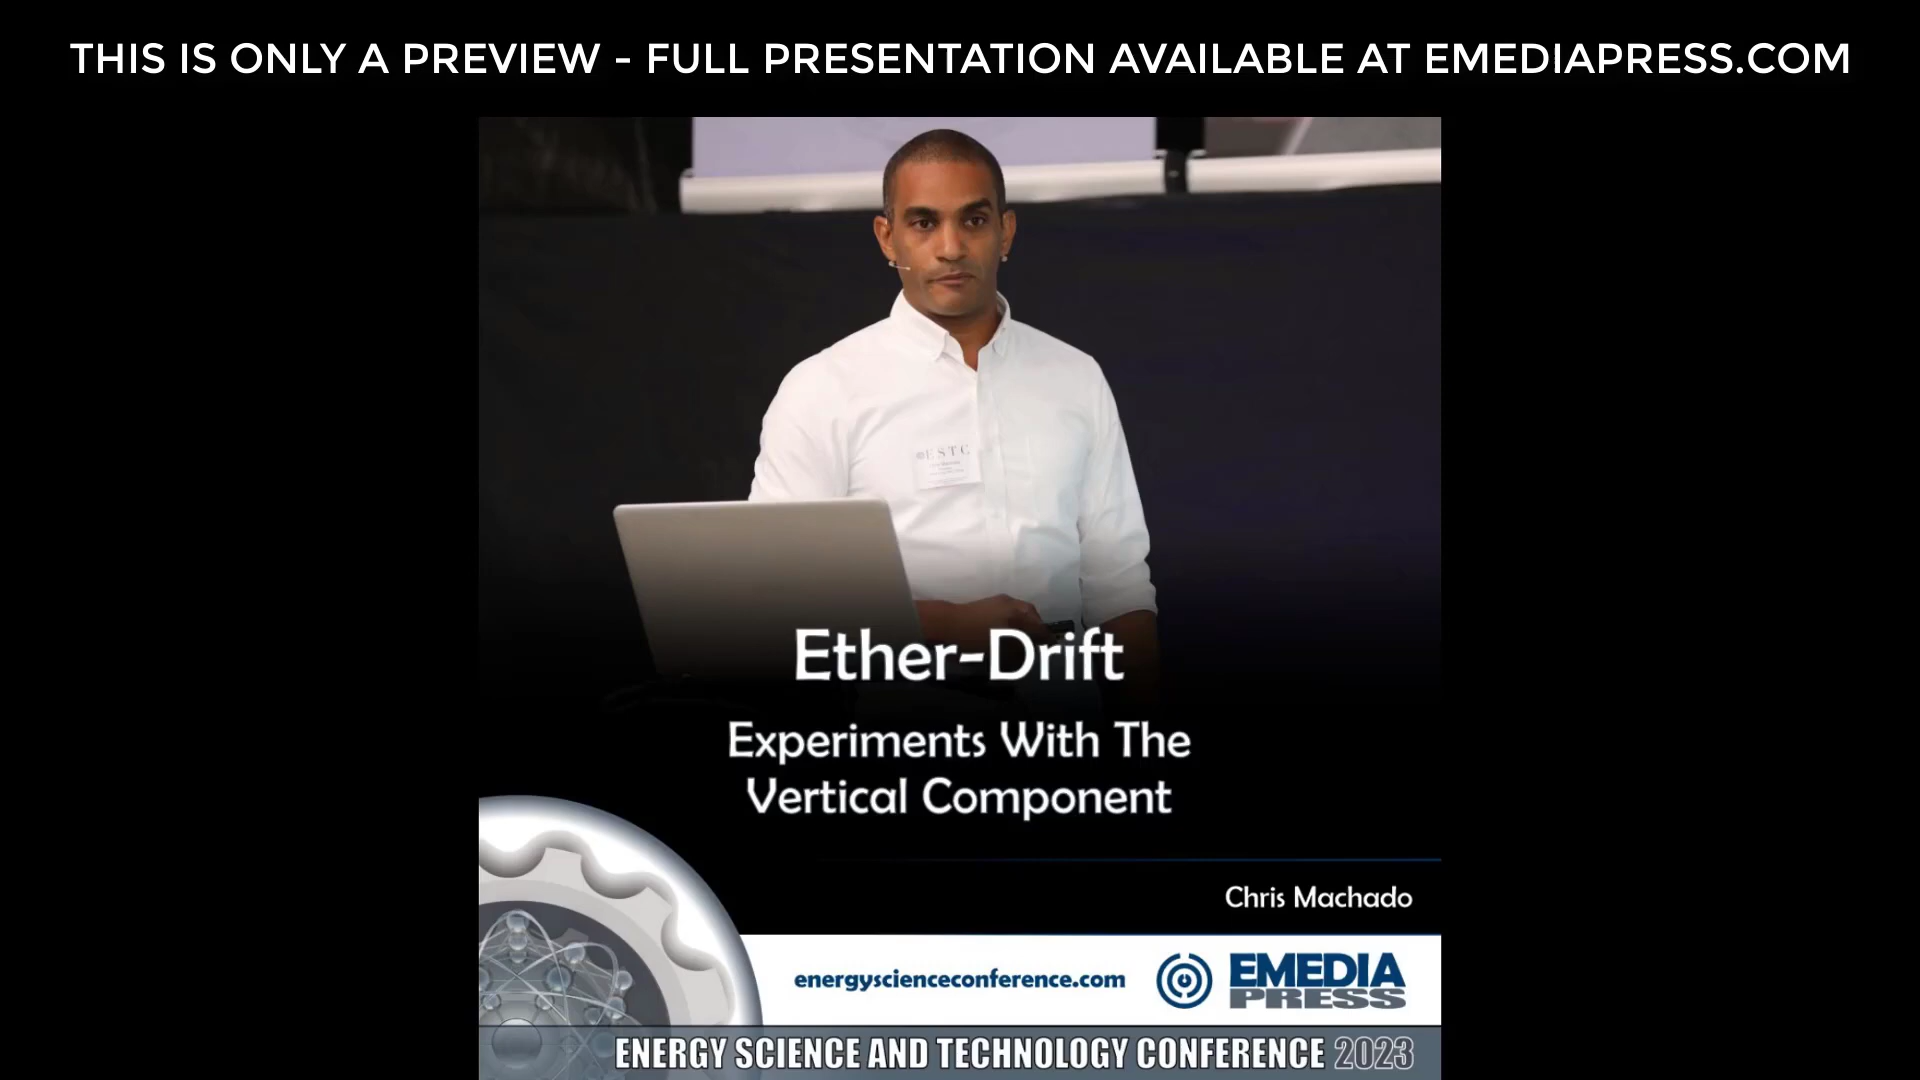 THIS IS ONLY A PREVIEW - FULL PRESENTATION AVAILABLE AT EMEDIAPRESS.COM
ESTC
Ether-Drift
Experiments With The
Vertical Component
Chris Machado
energyscienceconference.com
EMEDIA
PRESS
ENERGY SCIENCE AND TECHNOLOGY CONFERENCE 2023